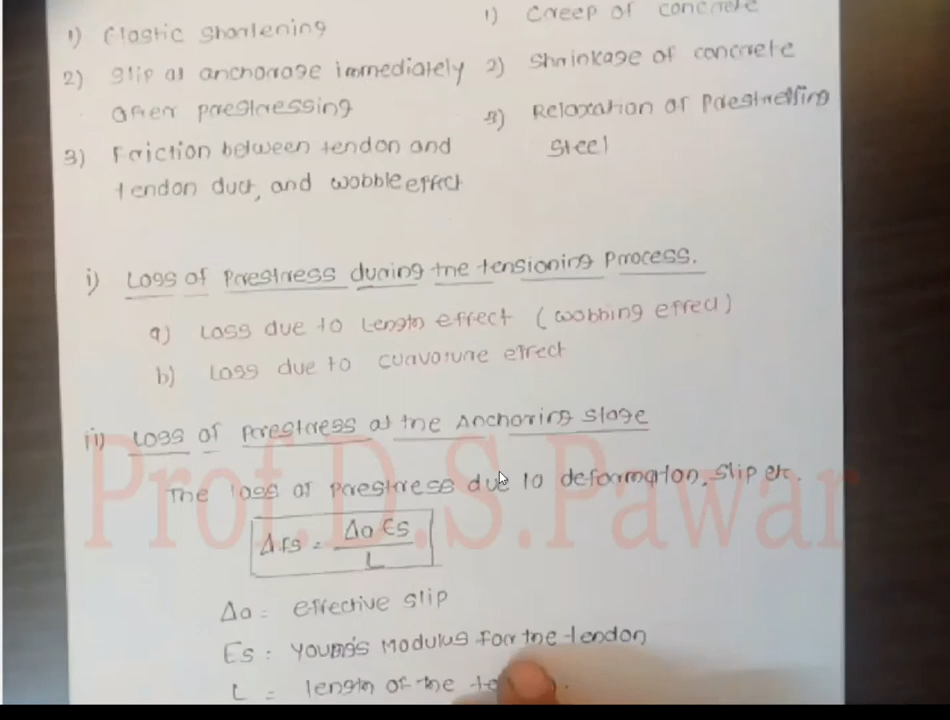 1) Elastic Shortening
2) Slip at anchorage immediately
after prestressing
3) Friction between tendon and
tendon duct, and wobble effect
1) Creep of concrete
2) Shrinkage of concrete
3) Relaxation of Prestressing
Steel
i) Loss of Prestress during the tensioning Process.
a) Loss due to Length effect (wobbing effect)
b) Loss due to curvature effect
ii) Loss of prestress at the Anchoring stage
The loss of prestress due to deformation, slip etc.
Δfs = Δa Es / L
Δa = effective slip
Es : Young's Modulus for the tendon
L = length of the
Prof.D.S.Pawar